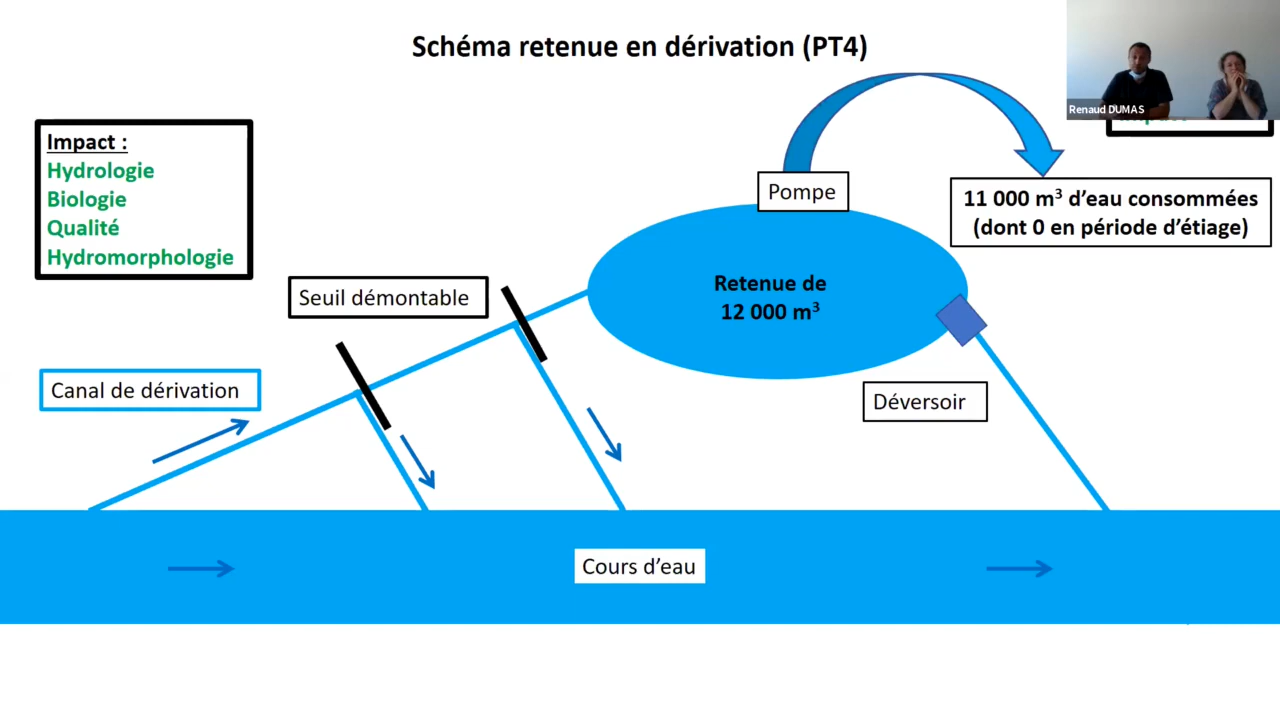 Schéma retenue en dérivation (PT4)
Renaud DUMAS
Impact :
Hydrologie
Biologie
Qualité
Hydromorphologie
Pompe
11 000 m³ d’eau consommées
(dont 0 en période d’étiage)
Seuil démontable
Retenue de
12 000 m³
Canal de dérivation
Déversoir
Cours d’eau